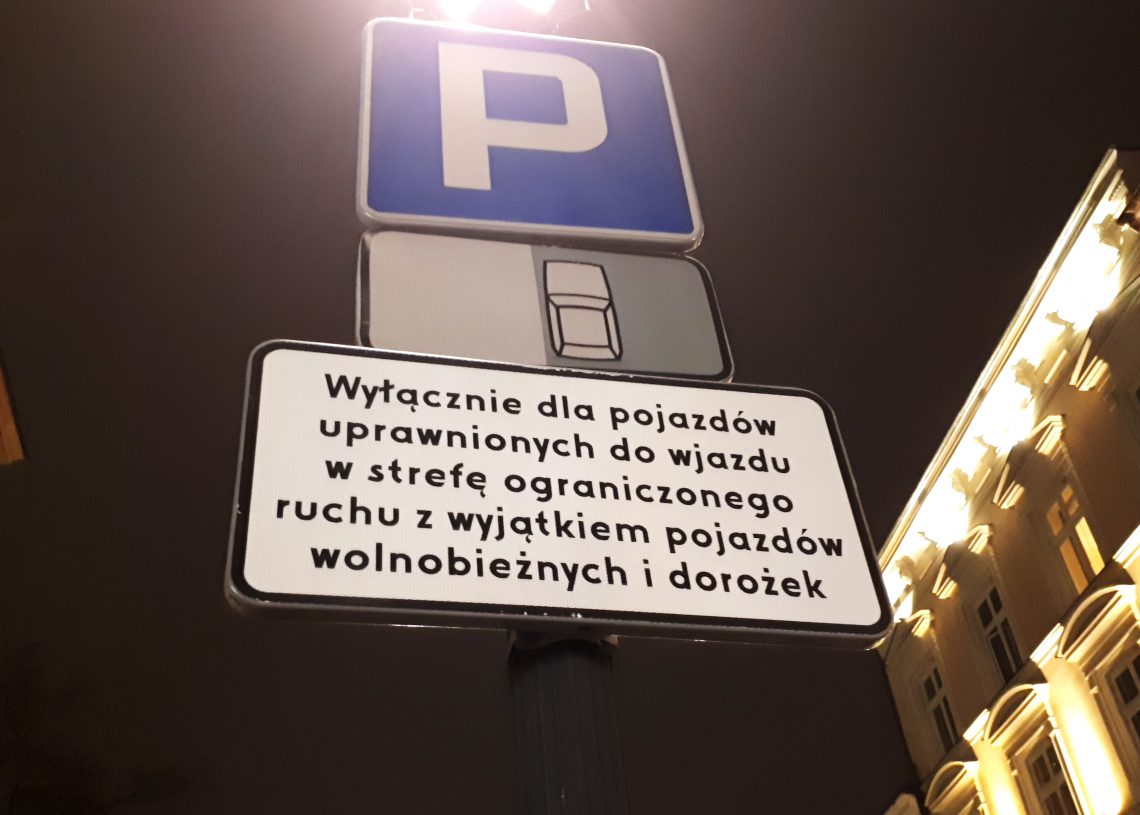 P
Wyłącznie dla pojazdów
uprawnionych do wjazdu
w strefę ograniczonego
ruchu z wyjątkiem pojazdów
wolnobieżnych i dorożek